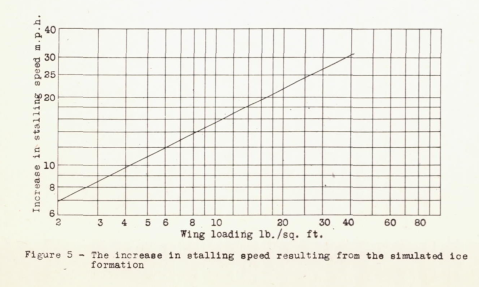 Increase in stalling speed m.p.h.
40
30
25
20
10
8
6
2 3 4 5 6 8 10 20 30 40 60 80
Wing loading lb./sq. ft.
Figure 5 - The increase in stalling speed resulting from the simulated ice
formation